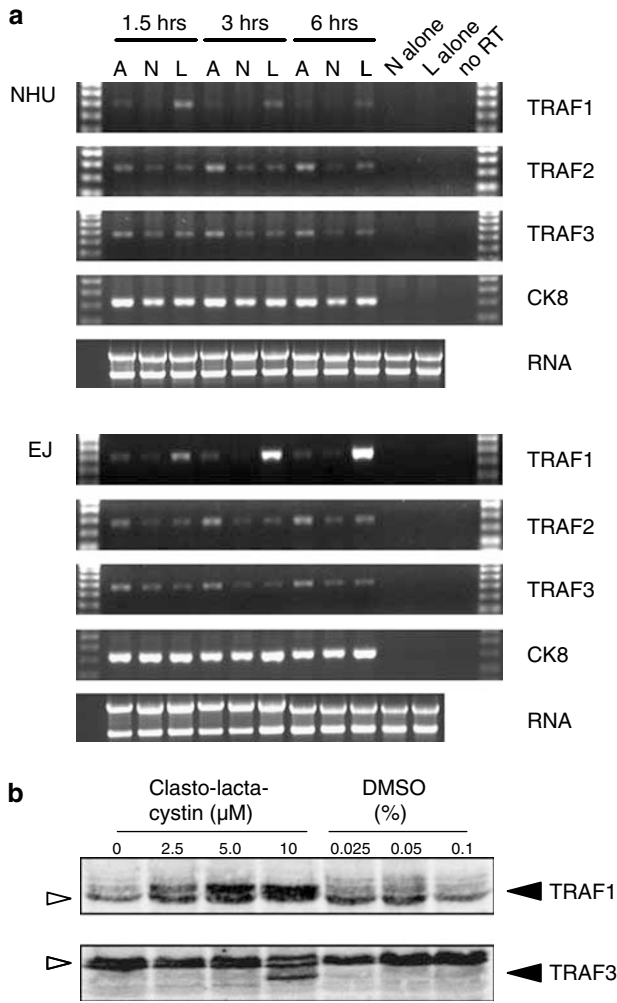 a
1.5 hrs 3 hrs 6 hrs
A N L A N L A N L N alone L alone no RT
NHU
TRAF1
TRAF2
TRAF3
CK8
RNA
EJ
TRAF1
TRAF2
TRAF3
CK8
RNA
b
Clasto-lacta-
cystin (µM)
DMSO
(%)
0 2.5 5.0 10 0.025 0.05 0.1
TRAF1
TRAF3